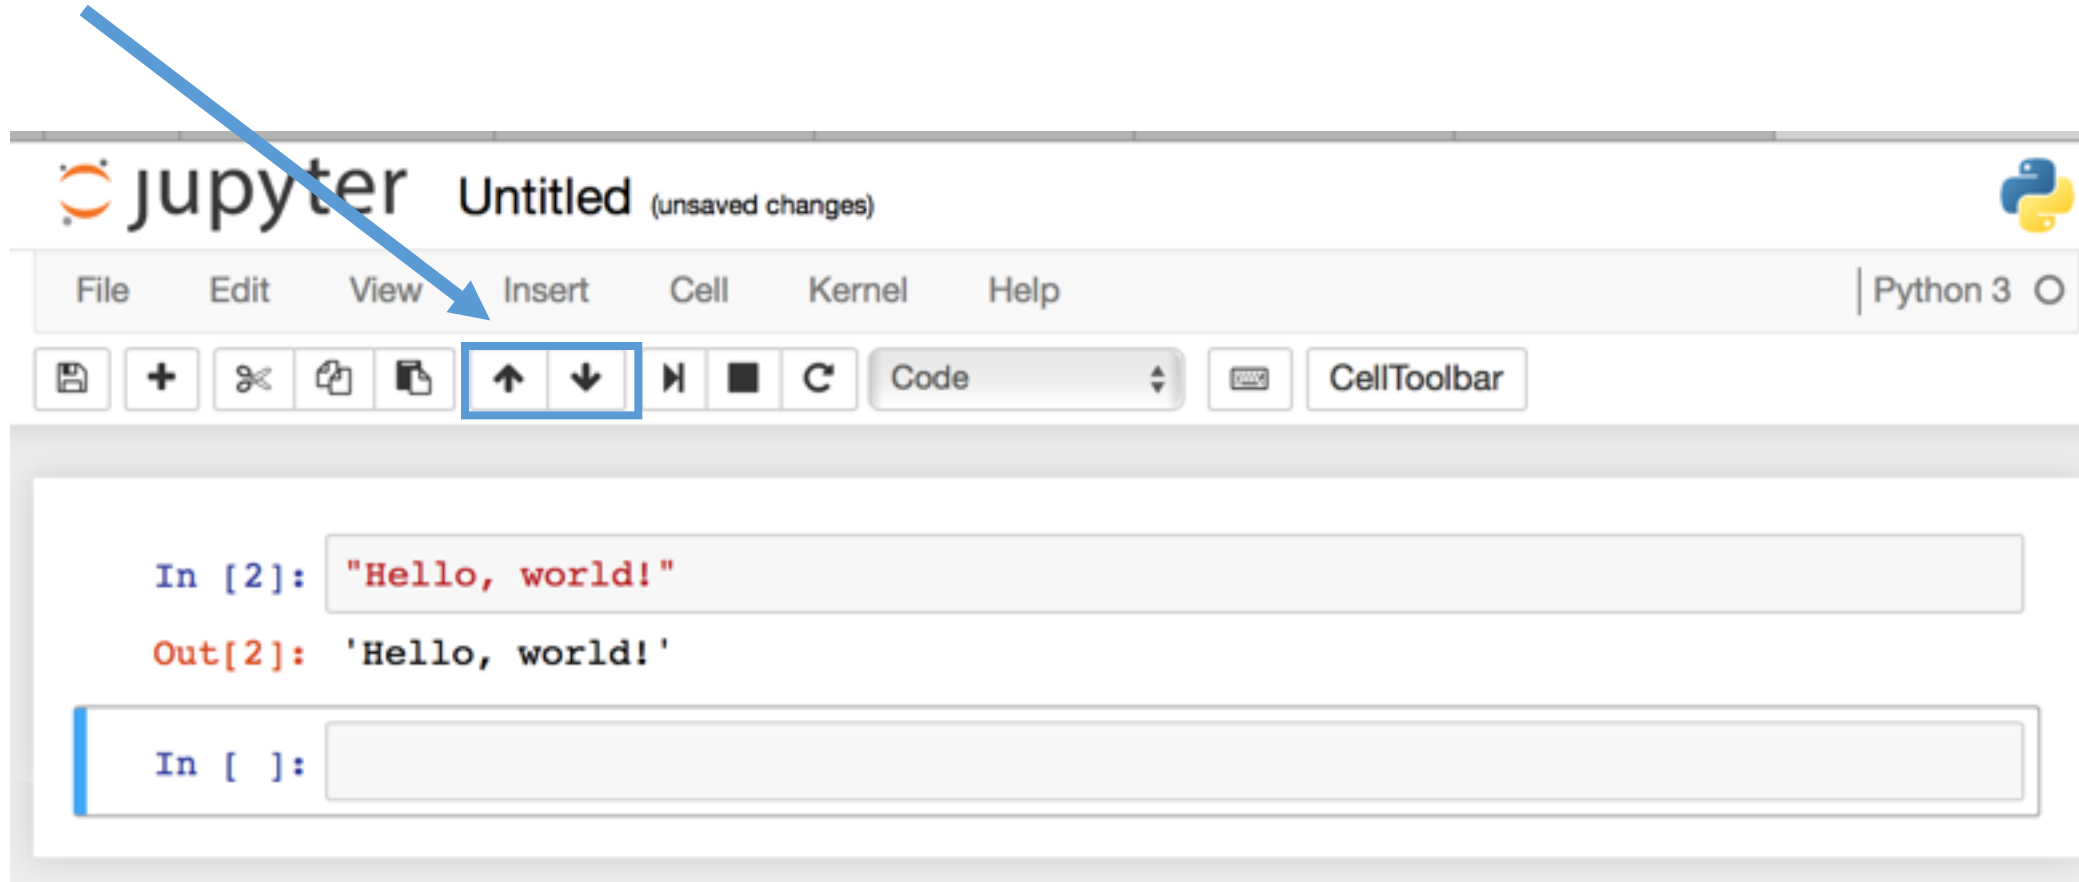 jupyter Untitled (unsaved changes)
File Edit View Insert Cell Kernel Help Python 3
Code CellToolbar
In [2]: "Hello, world!"
Out[2]: 'Hello, world!'
In [ ]: